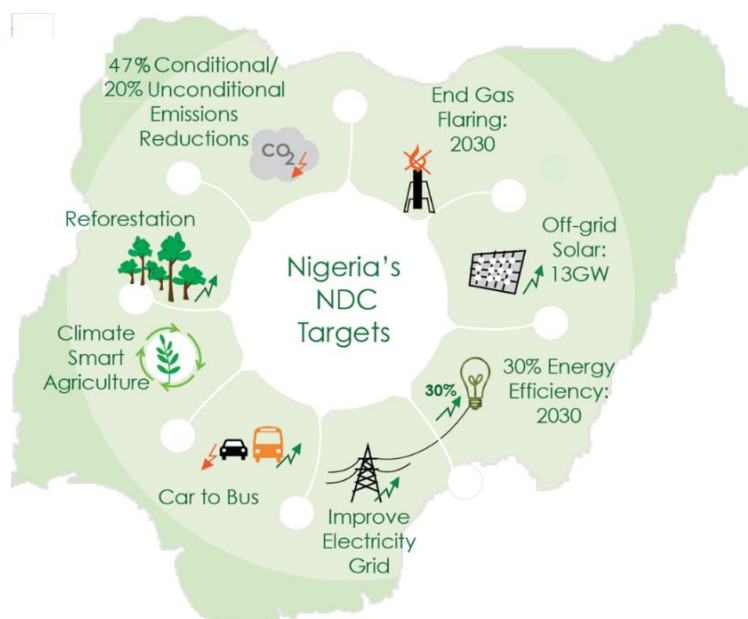 47% Conditional/
20% Unconditional
Emissions
Reductions
CO2
End Gas
Flaring:
2030
Reforestation
Nigeria's
NDC
Targets
Off-grid
Solar:
13GW
Climate
Smart
Agriculture
30%
30% Energy
Efficiency:
2030
Car to Bus
Improve
Electricity
Grid